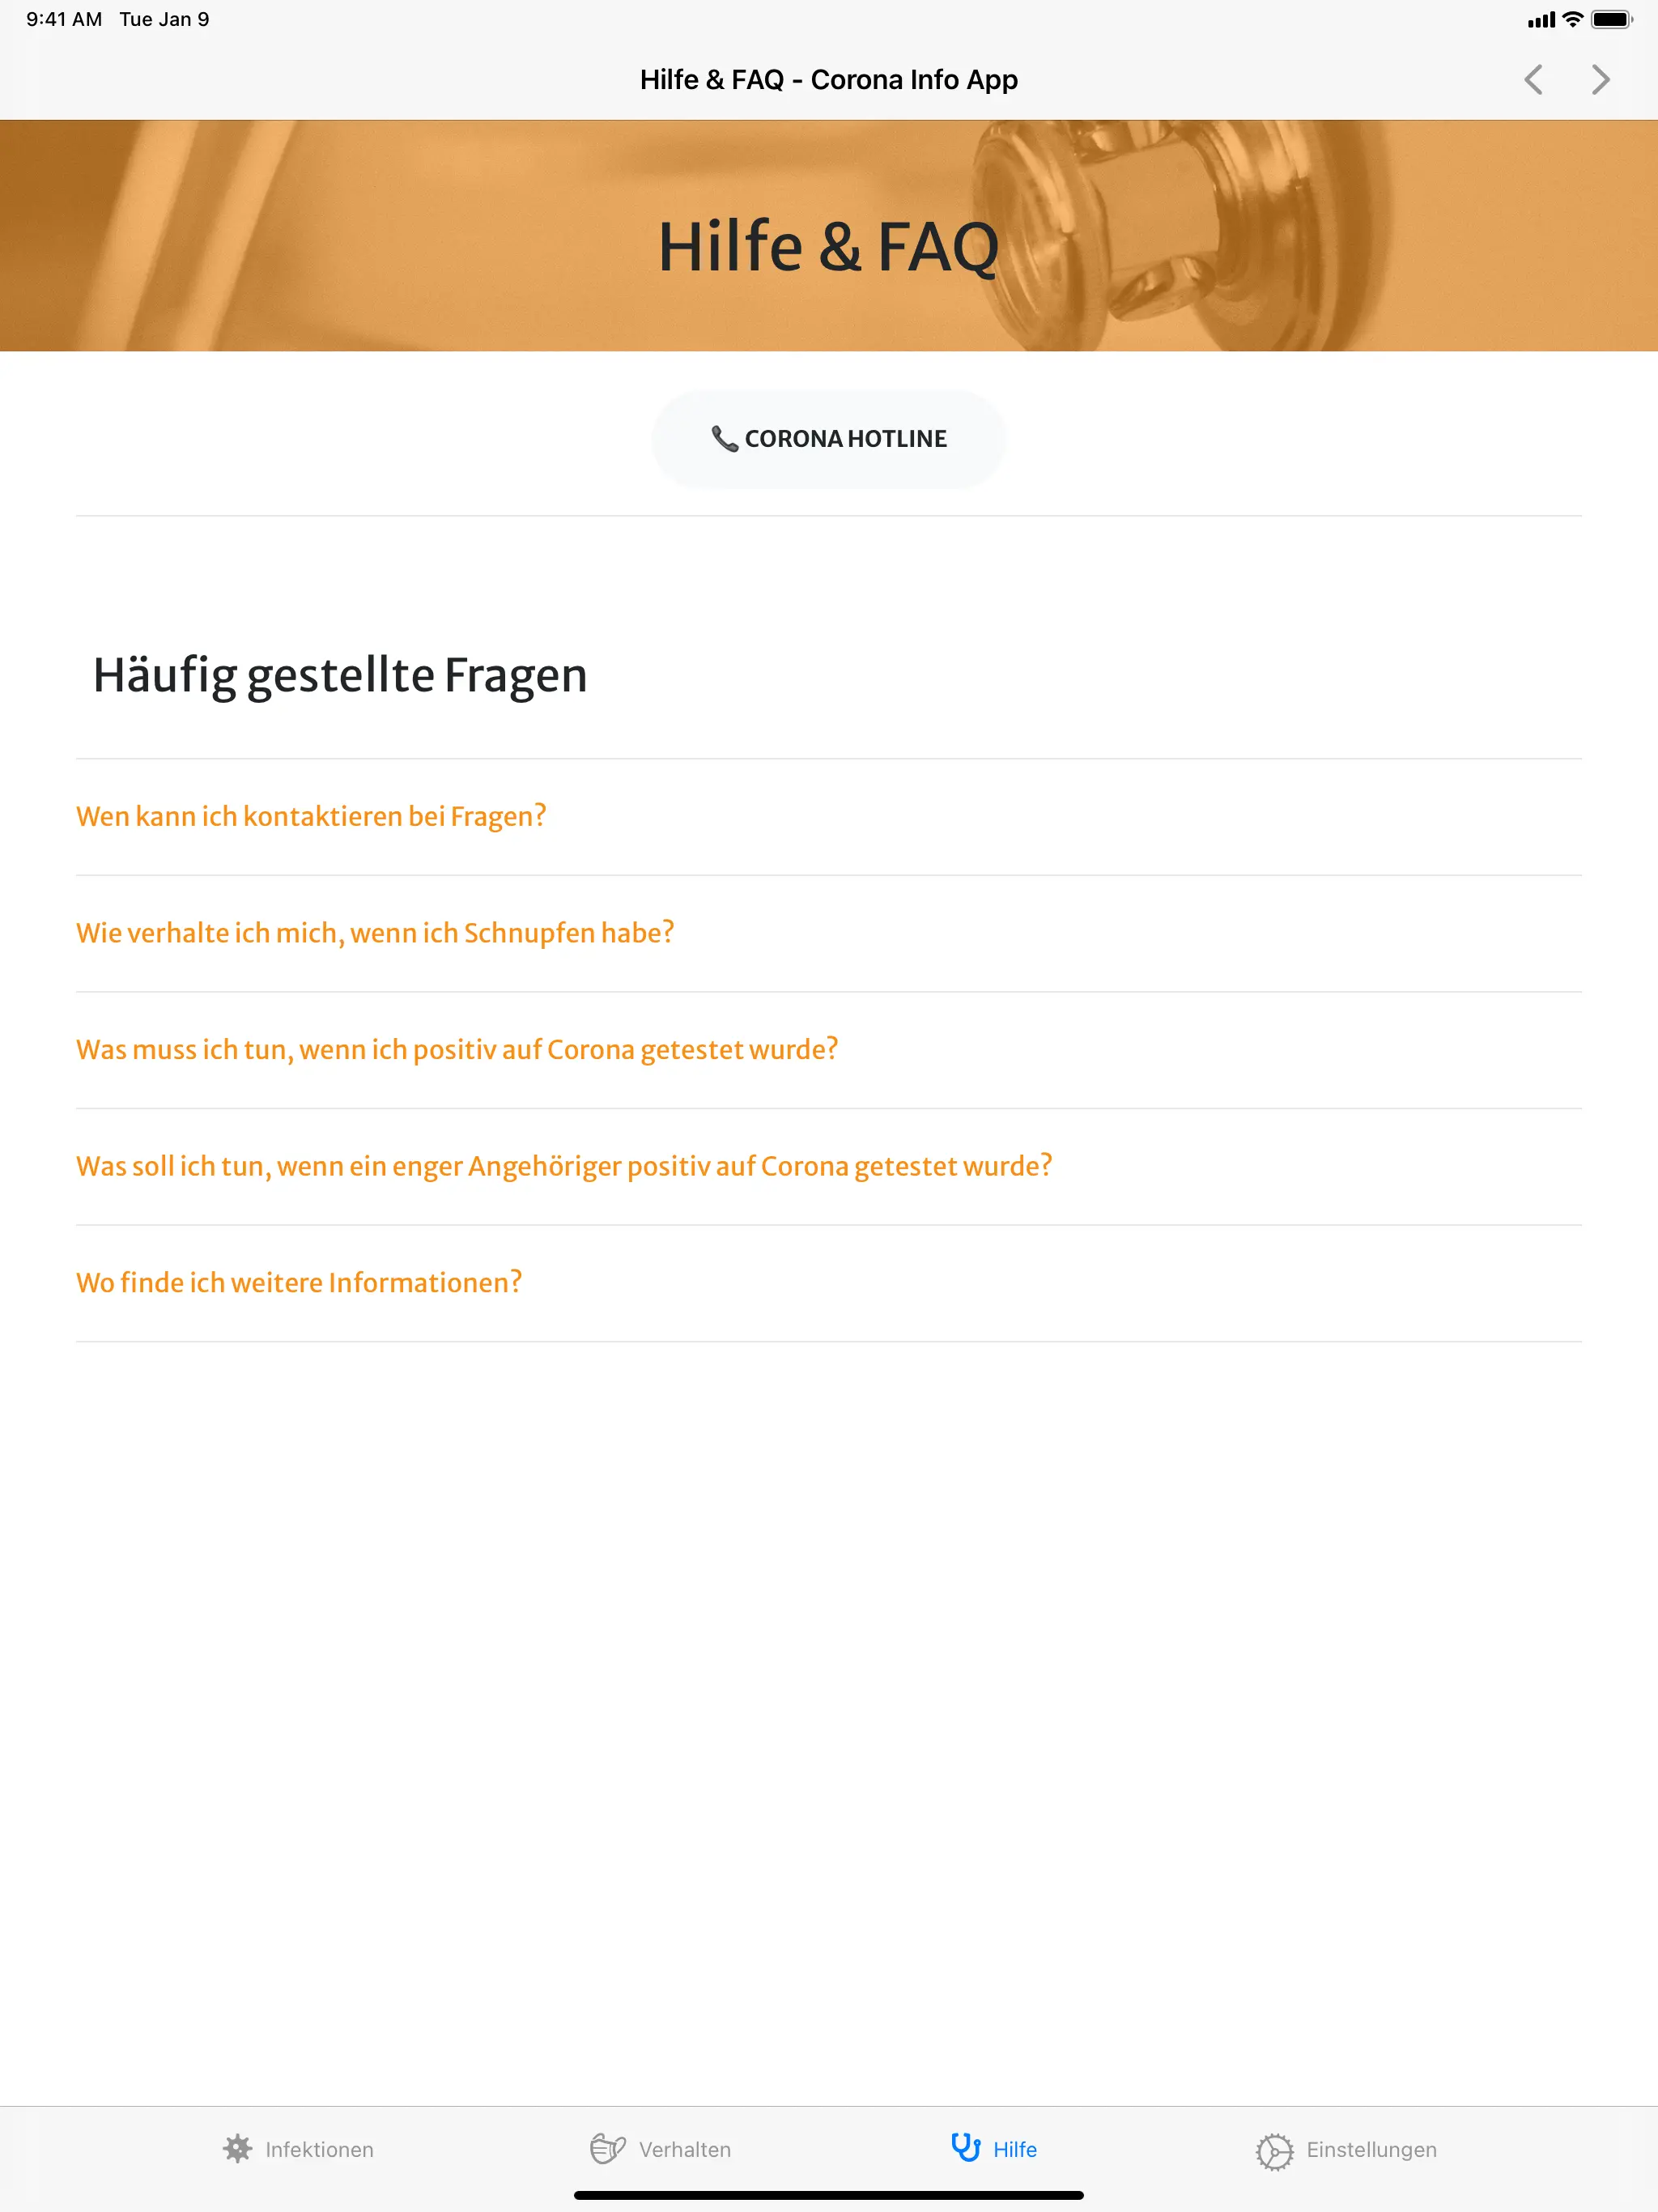 9:41 AM Tue Jan 9
Hilfe & FAQ - Corona Info App
Hilfe & FAQ
CORONA HOTLINE
Häufig gestellte Fragen
Wen kann ich kontaktieren bei Fragen?
Wie verhalte ich mich, wenn ich Schnupfen habe?
Was muss ich tun, wenn ich positiv auf Corona getestet wurde?
Was soll ich tun, wenn ein enger Angehöriger positiv auf Corona getestet wurde?
Wo finde ich weitere Informationen?
Infektionen Verhalten Hilfe Einstellungen